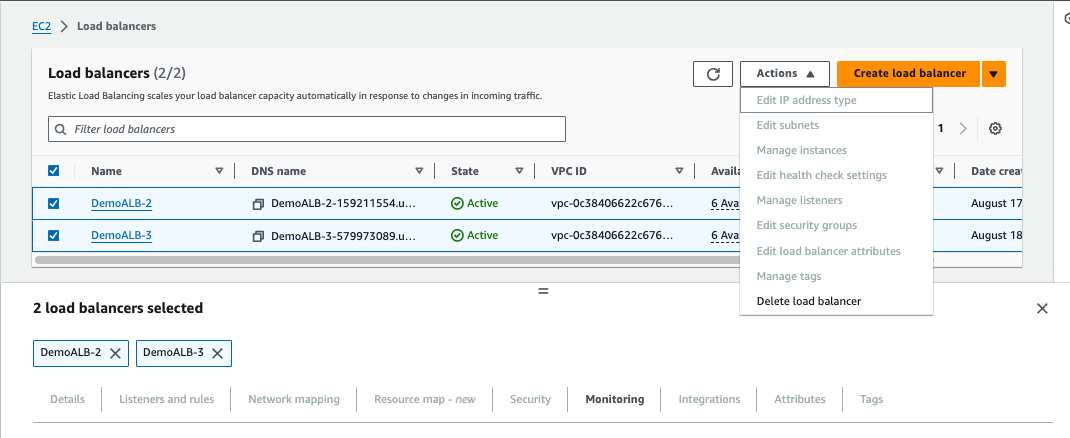 EC2 > Load balancers
Load balancers (2/2)
Actions ▲
Create load balancer ▼
Elastic Load Balancing scales your load balancer capacity automatically in response to changes in incoming traffic.
Edit IP address type
Edit subnets
Manage instances
Edit health check settings
Manage listeners
Edit security groups
Edit load balancer attributes
Manage tags
Delete load balancer
Filter load balancers
1 >
Name DNS name State VPC ID Availa Date creat
DemoALB-2 DemoALB-2-159211554.u... Active vpc-0c38406622c676... 6 Ava August 17
DemoALB-3 DemoALB-3-579973089.u... Active vpc-0c38406622c676... 6 Ava August 18
2 load balancers selected
DemoALB-2 DemoALB-3
Details Listeners and rules Network mapping Resource map - new Security Monitoring Integrations Attributes Tags